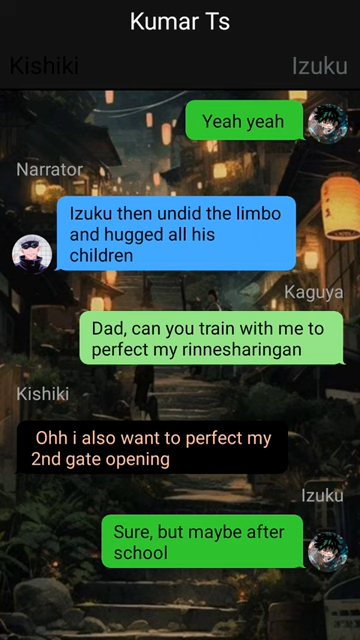 Kumar Ts
Kishiki
Izuku
Yeah yeah
Narrator
Izuku then undid the limbo
and hugged all his
children
Kaguya
Dad, can you train with me to
perfect my rinnesharingan
Kishiki
Ohh i also want to perfect my
2nd gate opening
Izuku
Sure, but maybe after
school